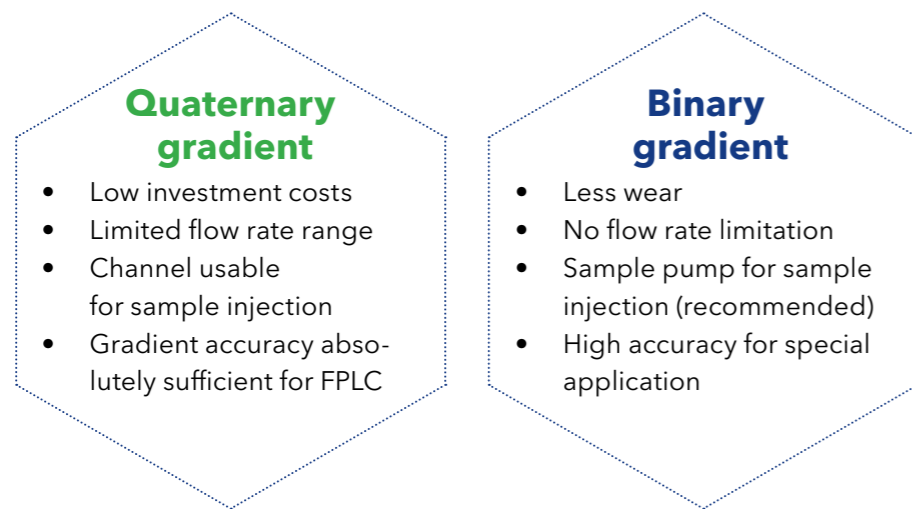 Quaternary
gradient
• Low investment costs
• Limited flow rate range
• Channel usable
for sample injection
• Gradient accuracy abso-
lutely sufficient for FPLC
Binary
gradient
• Less wear
• No flow rate limitation
• Sample pump for sample
injection (recommended)
• High accuracy for special
application